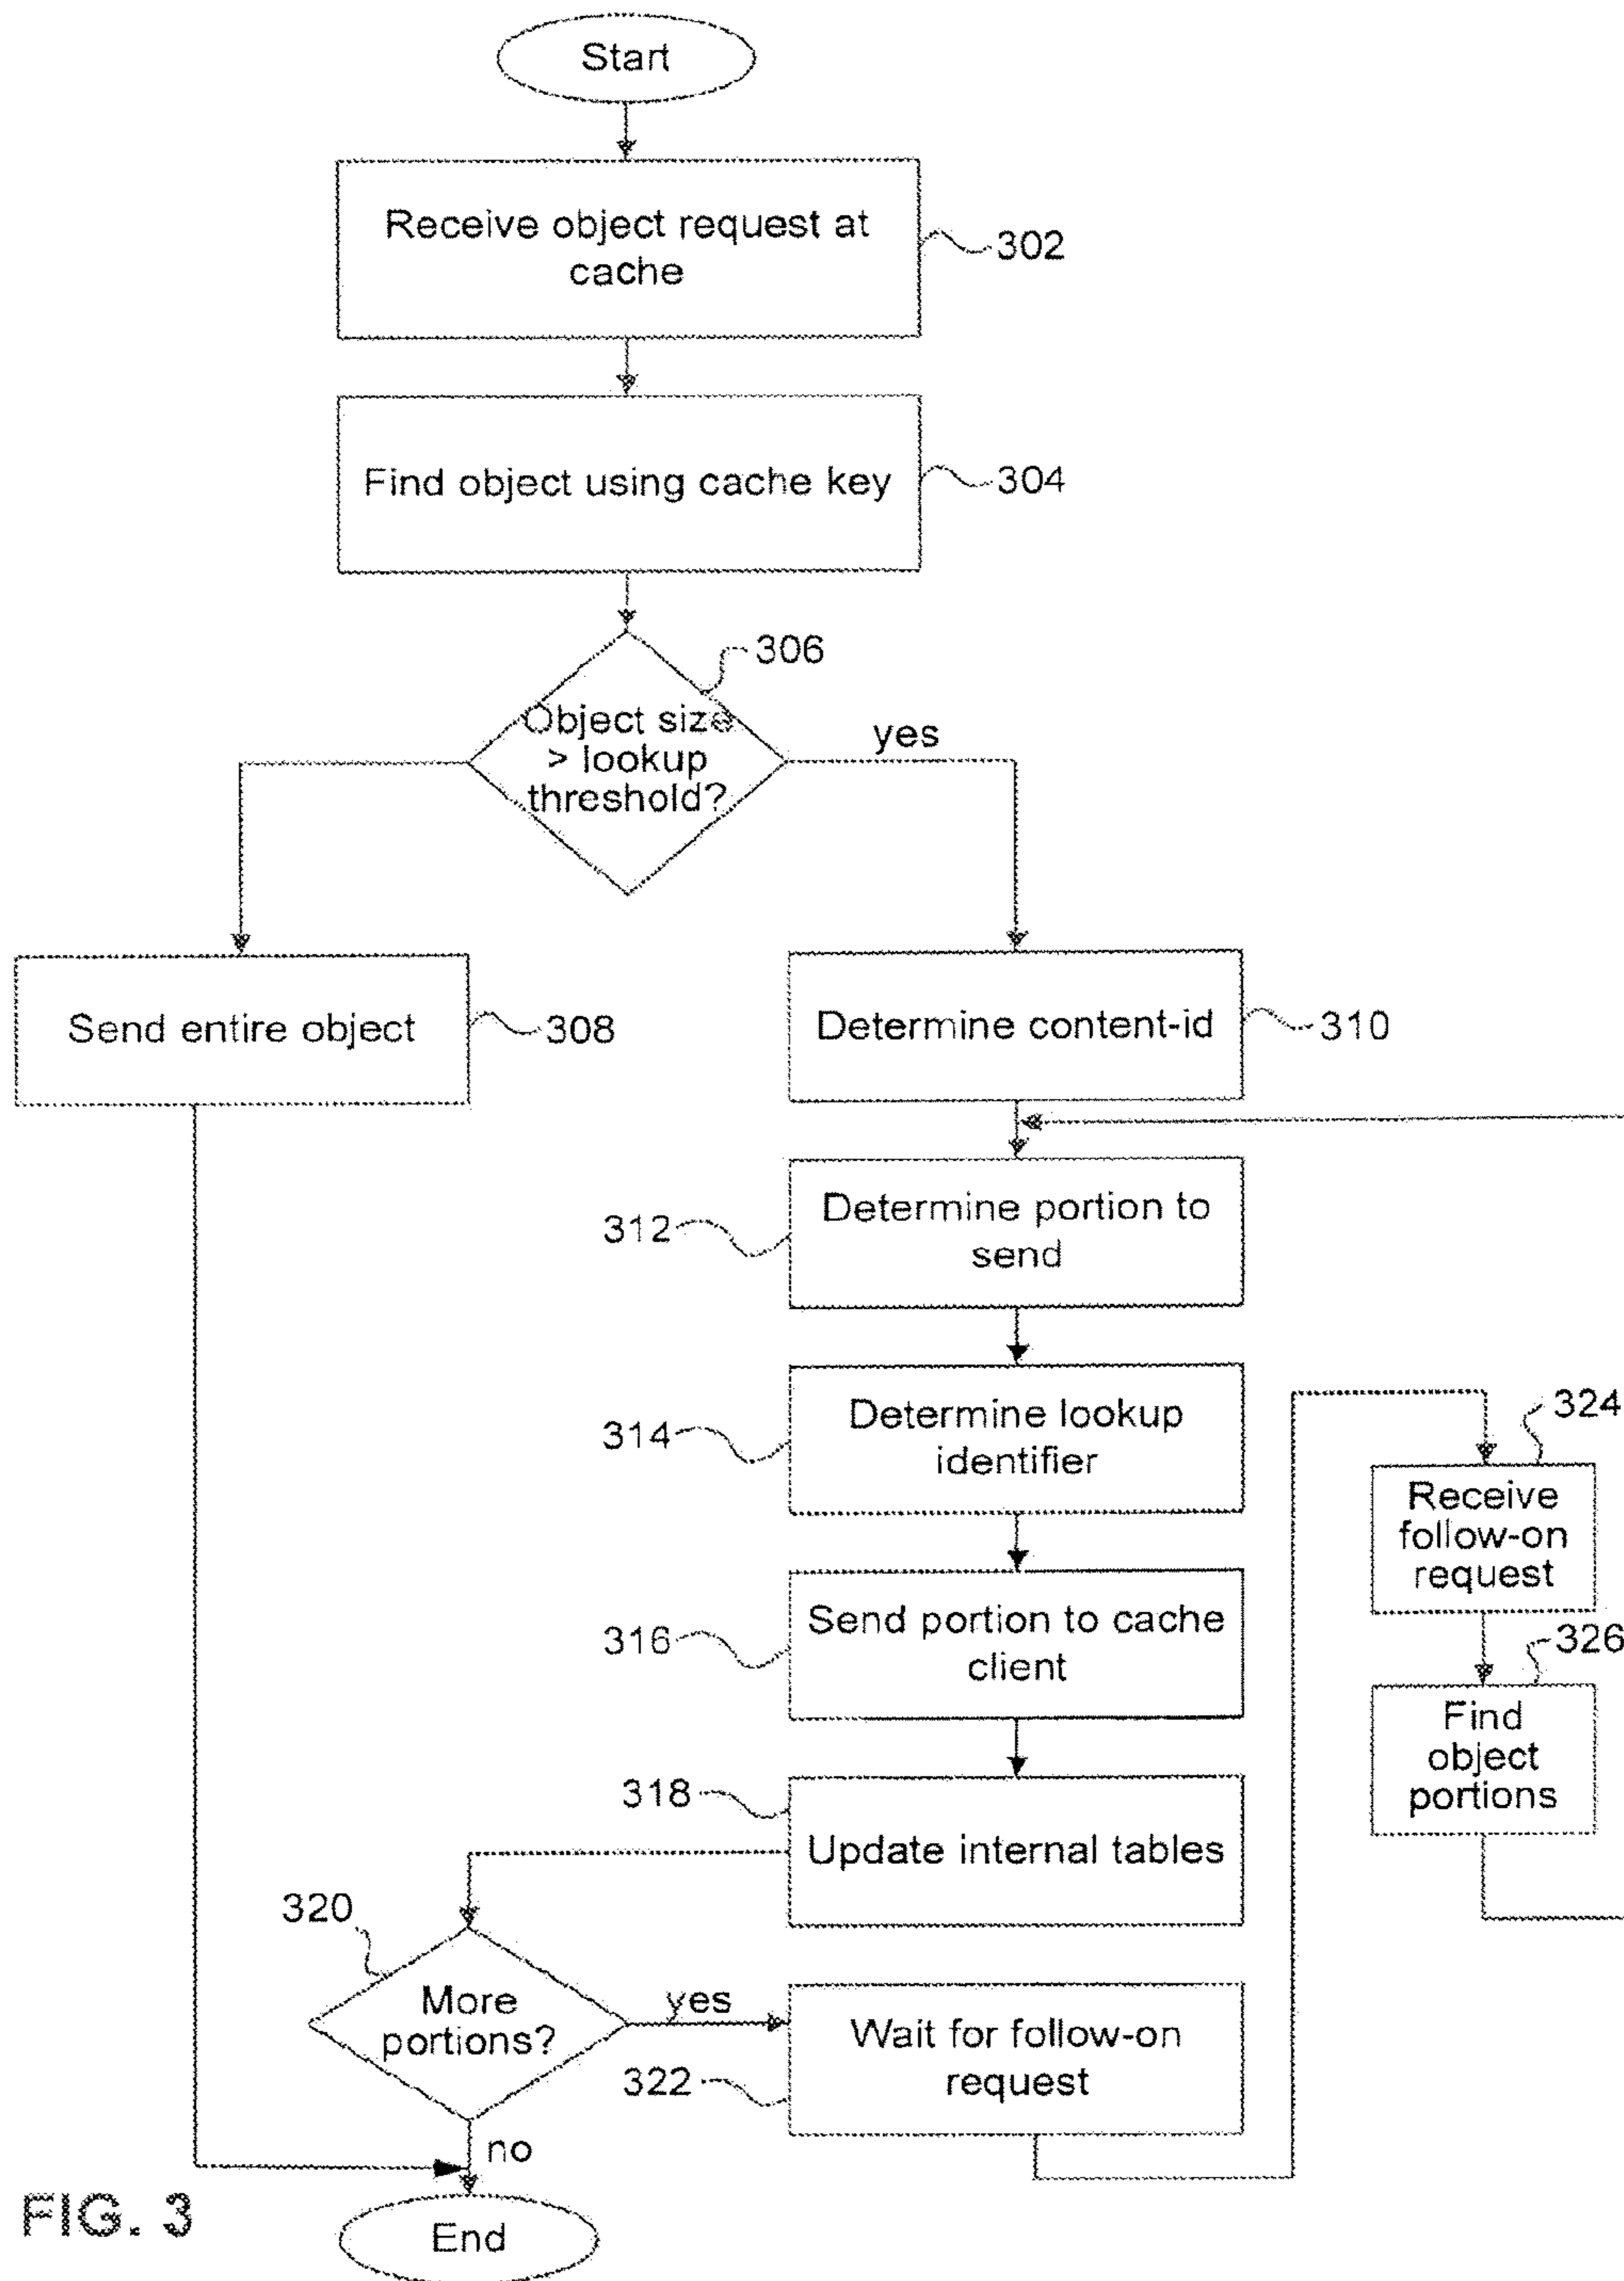 Start
Receive object request at
cache
302
Find object using cache key
304
306
Object size
> lookup
threshold?
yes
Send entire object
308
Determine content-id
310
312
Determine portion to
send
314
Determine lookup
identifier
324
Receive
follow-on
request
316
Send portion to cache
client
326
Find
object
portions
318
Update internal tables
320
More
portions?
yes
Wait for follow-on
request
322
no
End
FIG. 3